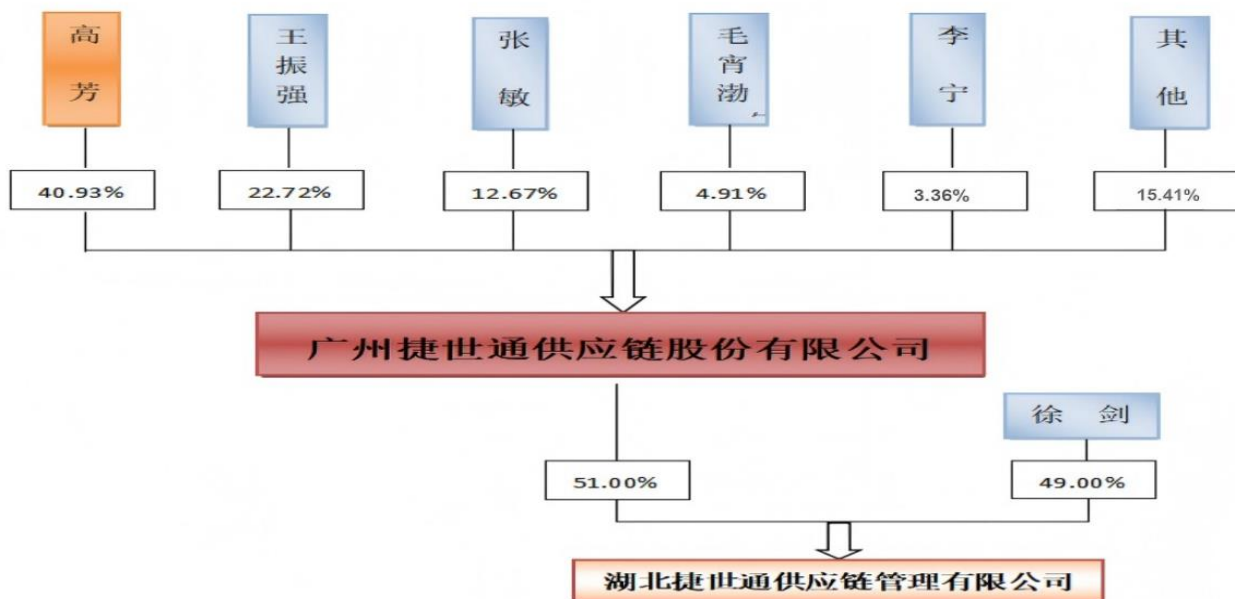 高芳
王振强
张敏
毛宵渤
李宁
其他
40.93%
22.72%
12.67%
4.91%
3.36%
15.41%
广州捷世通供应链股份有限公司
徐剑
51.00%
49.00%
湖北捷世通供应链管理有限公司